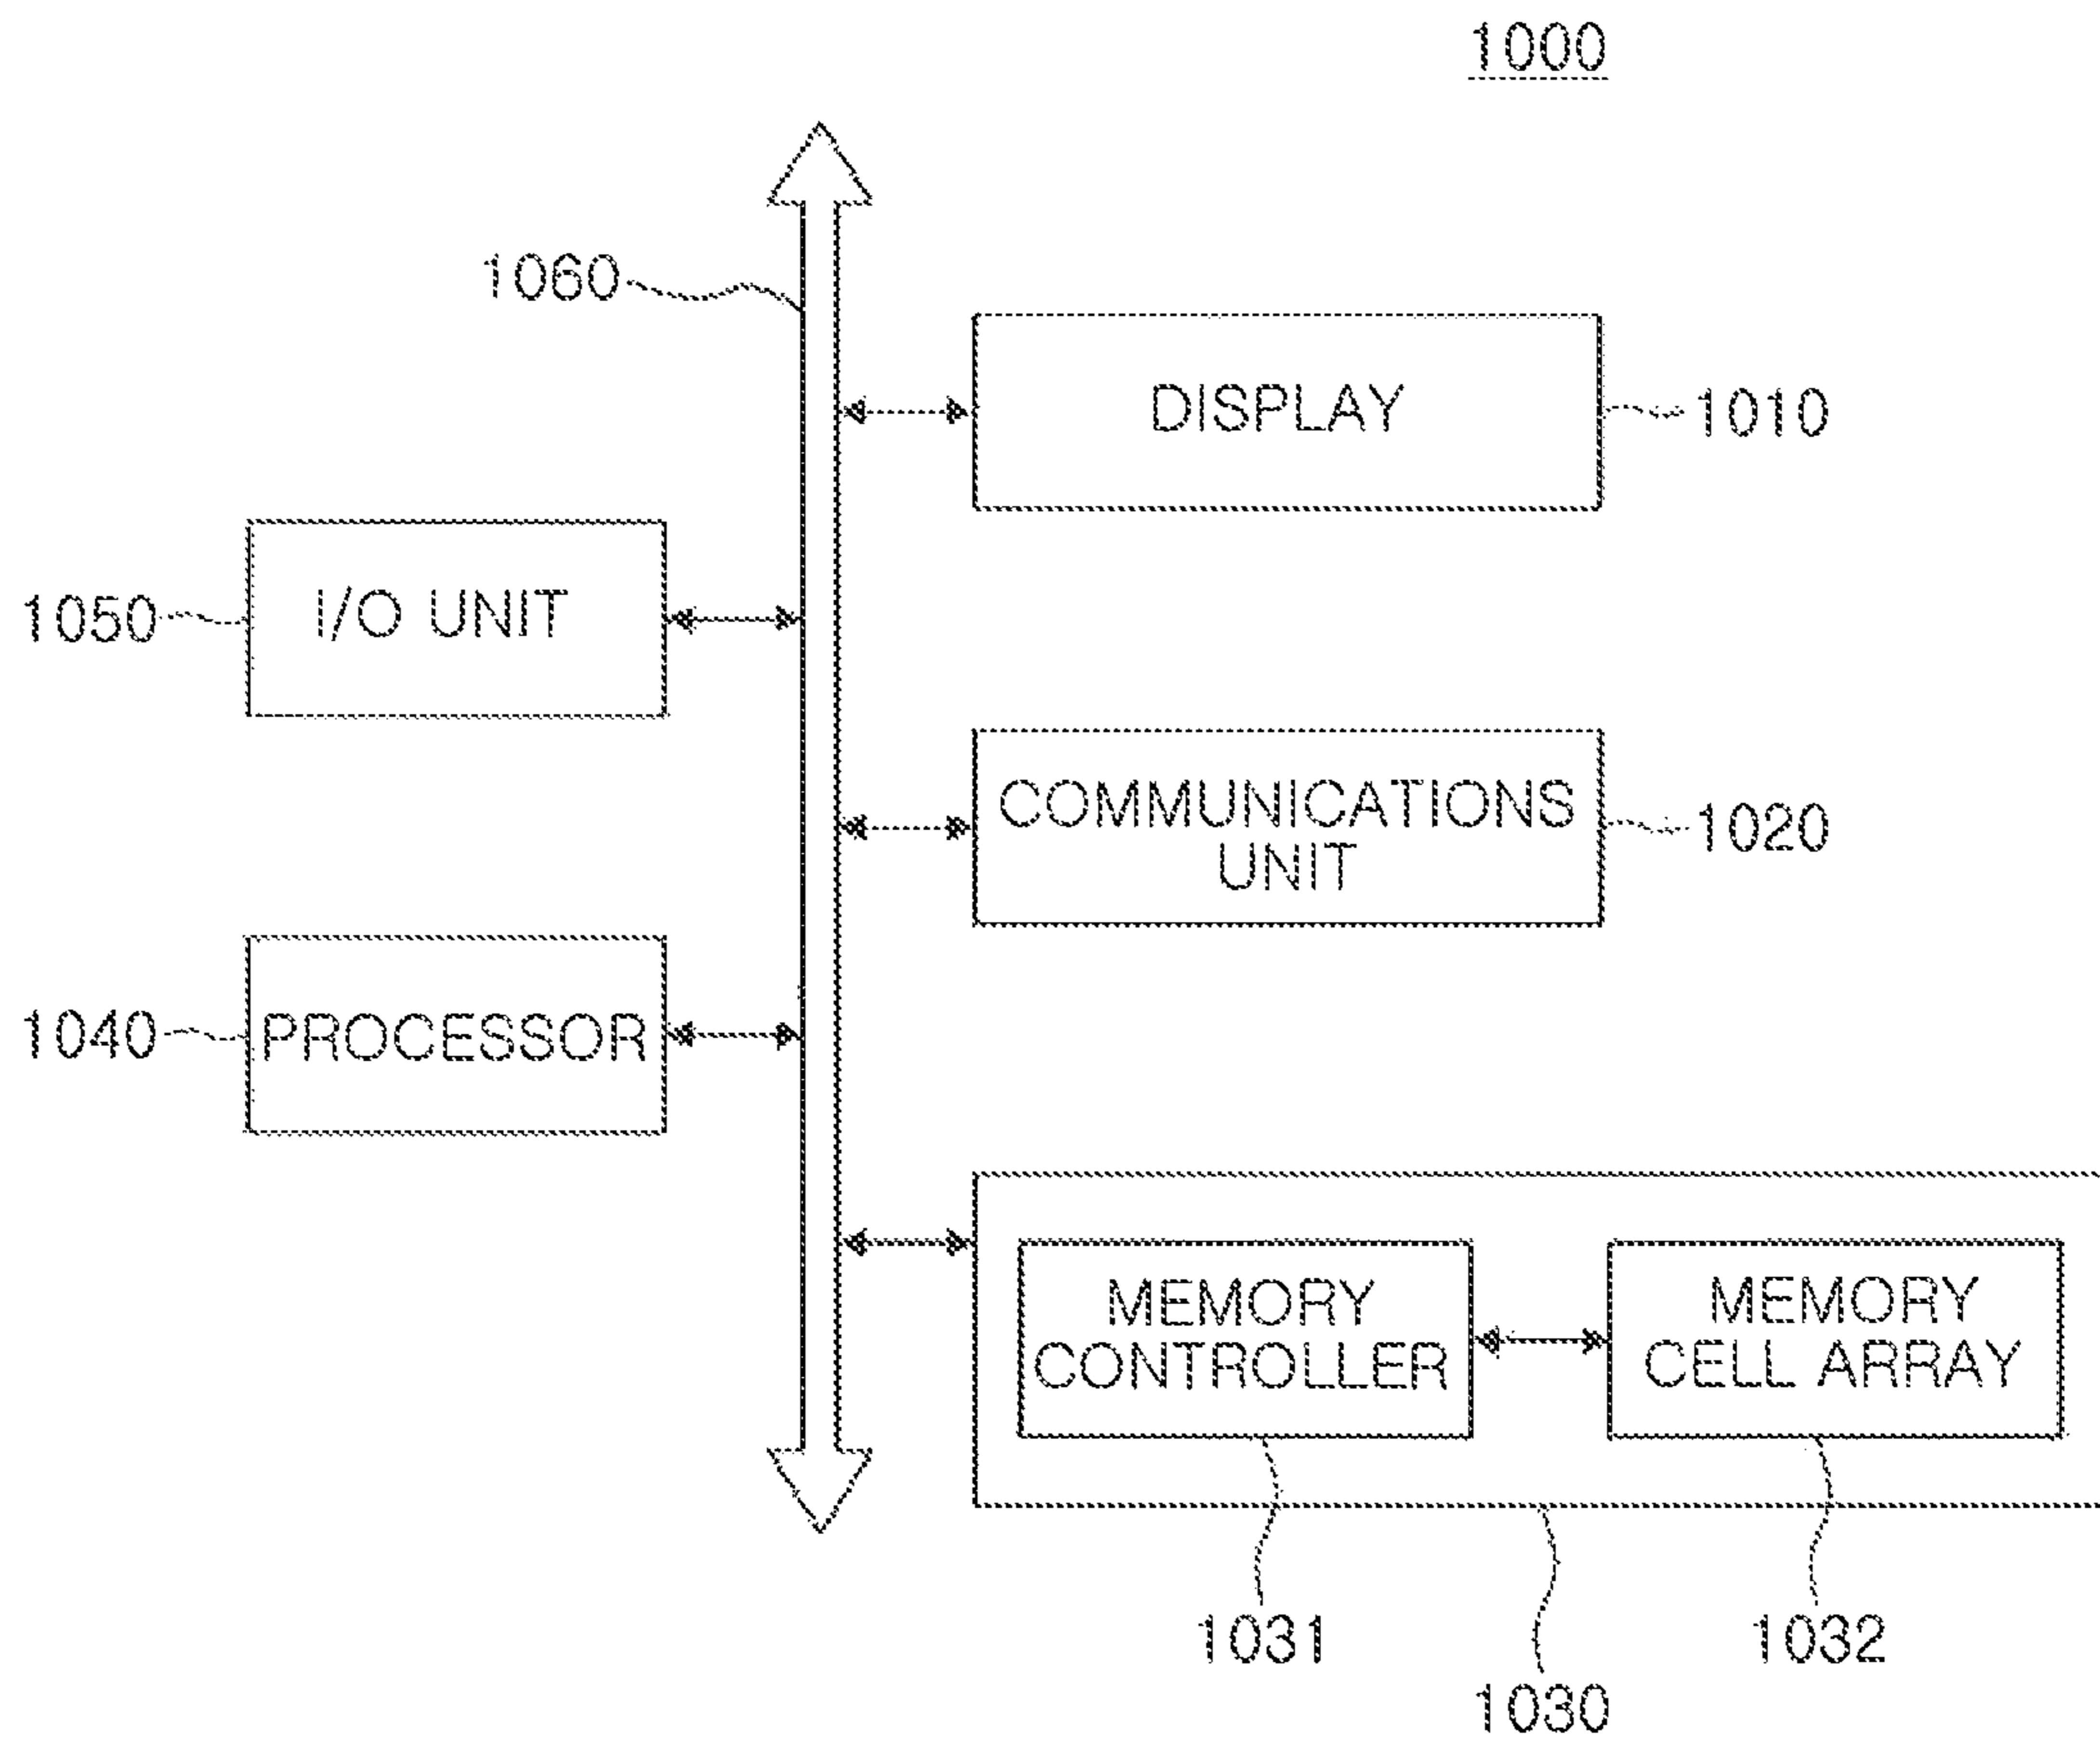 1000
1060
DISPLAY
1010
I/O UNIT
1050
COMMUNICATIONS
UNIT
1020
PROCESSOR
1040
MEMORY
CONTROLLER
MEMORY
CELL ARRAY
1031
1032
1030